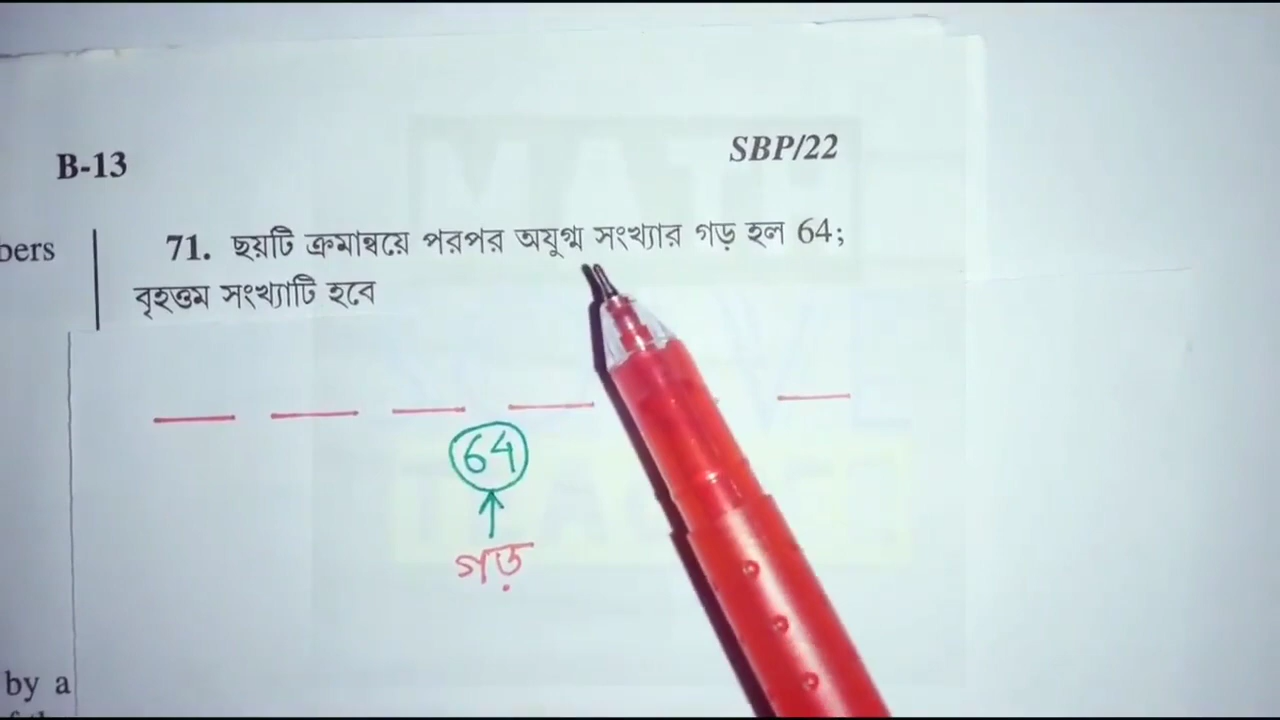 B-13
SBP/22
bers
71. ছয়টি ক্রমান্বয়ে পরপর অযুগ্ম সংখ্যার গড় হল 64;
বৃহত্তম সংখ্যাটি হবে
64
গড়
by a